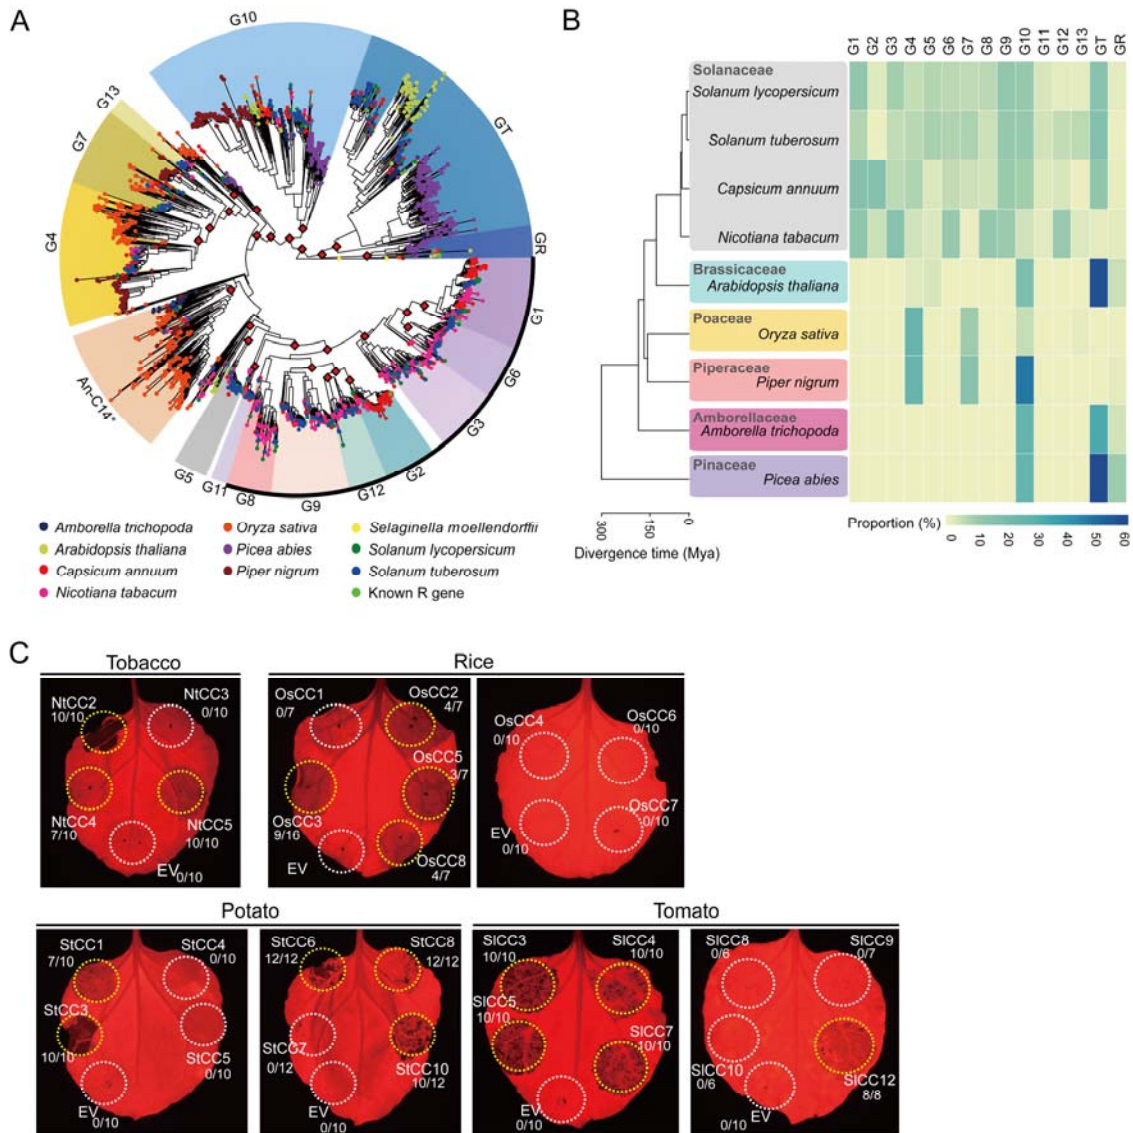 A
G10
G13
G7
GT
G4
GR
G1
G6
An-C14*
G3
G5
G11
G8
G9
G12
G2
Amborella trichopoda
Oryza sativa
Selaginella moellendorffii
Arabidopsis thaliana
Picea abies
Solanum lycopersicum
Capsicum annuum
Piper nigrum
Solanum tuberosum
Nicotiana tabacum
Known R gene
B
G1 G2 G3 G4 G5 G6 G7 G8 G9 G10 G11 G12 G13 GT GR
Solanaceae
Solanum lycopersicum
Solanum tuberosum
Capsicum annuum
Nicotiana tabacum
Brassicaceae
Arabidopsis thaliana
Poaceae
Oryza sativa
Piperaceae
Piper nigrum
Amborellaceae
Amborella trichopoda
Pinaceae
Picea abies
300 150 0
Divergence time (Mya)
Proportion (%) 0 10 20 30 40 50 60
C
Tobacco
NtCC2
10/10
NtCC3
0/10
NtCC4
7/10
NtCC5
10/10
EV
0/10
Rice
OsCC1
0/7
OsCC2
4/7
OsCC5
3/7
OsCC3
9/16
EV
OsCC8
4/7
OsCC4
0/10
OsCC6
0/10
OsCC7
0/10
EV
0/10
Potato
StCC1
7/10
StCC4
0/10
StCC3
10/10
StCC5
0/10
EV
0/10
StCC6
12/12
StCC8
12/12
StCC7
0/12
StCC10
10/12
EV
0/10
Tomato
SlCC3
10/10
SlCC4
10/10
SlCC5
10/10
SlCC7
10/10
EV
0/10
SlCC8
0/6
SlCC9
0/7
SlCC10
0/6
SlCC12
8/8
EV
0/10